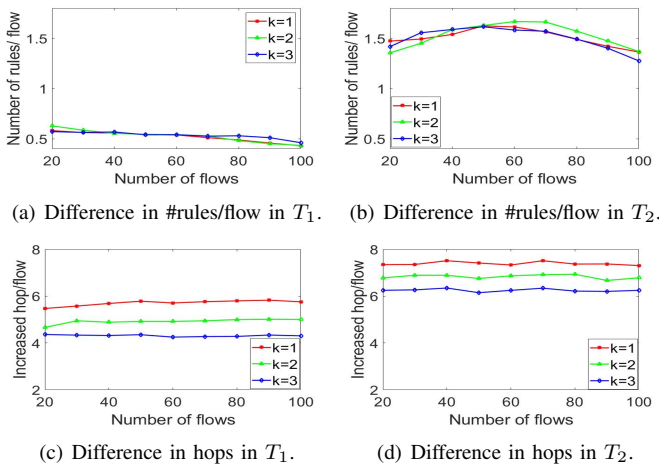 Number of rules/ flow
1.5
1
0.5
20 40 60 80 100
Number of flows
k=1
k=2
k=3
(a) Difference in #rules/flow in T1.
Number of rules/ flow
1.5
1
0.5
20 40 60 80 100
Number of flows
k=1
k=2
k=3
(b) Difference in #rules/flow in T2.
Increased hop/flow
8
6
4
2
20 40 60 80 100
Number of flows
k=1
k=2
k=3
(c) Difference in hops in T1.
Increased hop/flow
8
6
4
2
20 40 60 80 100
Number of flows
k=1
k=2
k=3
(d) Difference in hops in T2.